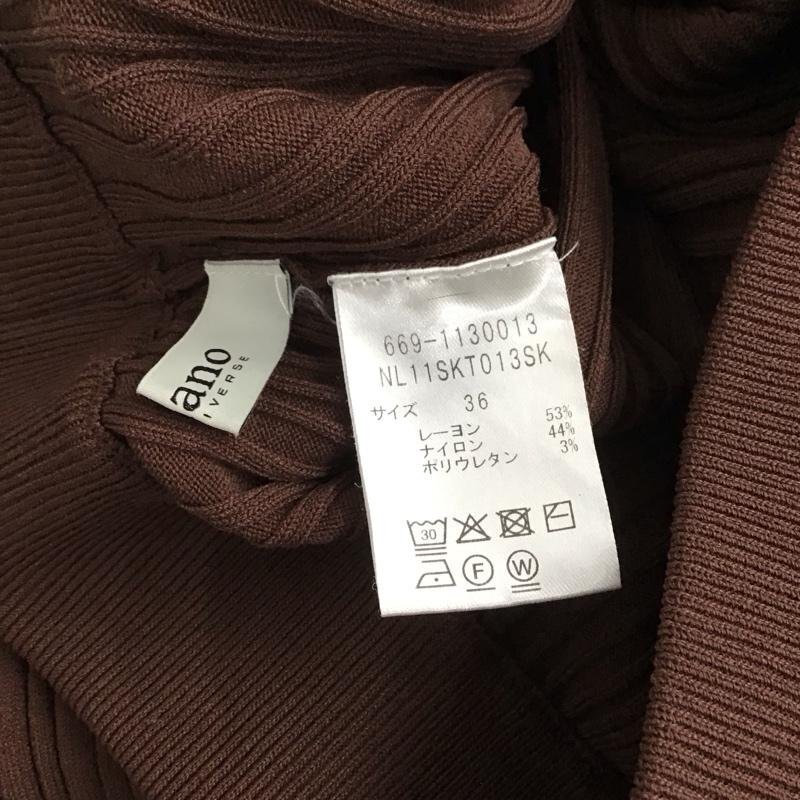 ano
IVERSE
669-1130013
NL11SKT013SK
サイズ 36
レーヨン 53%
ナイロン 44%
ポリウレタン 3%
30
F W